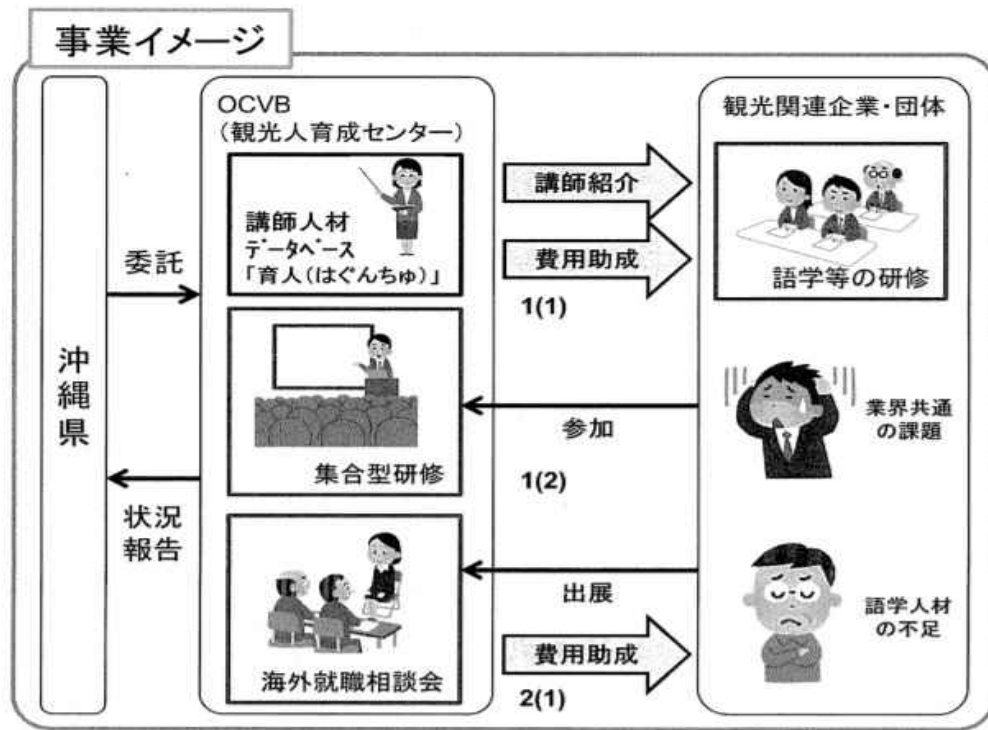 事業イメージ
沖縄県
委託
状況
報告
OCVB
(観光人育成センター)
講師人材
データベース
「育人(はぐんちゅ)」
集合型研修
海外就職相談会
講師紹介
費用助成
1(1)
参加
1(2)
出展
費用助成
2(1)
観光関連企業・団体
語学等の研修
業界共通
の課題
語学人材
の不足